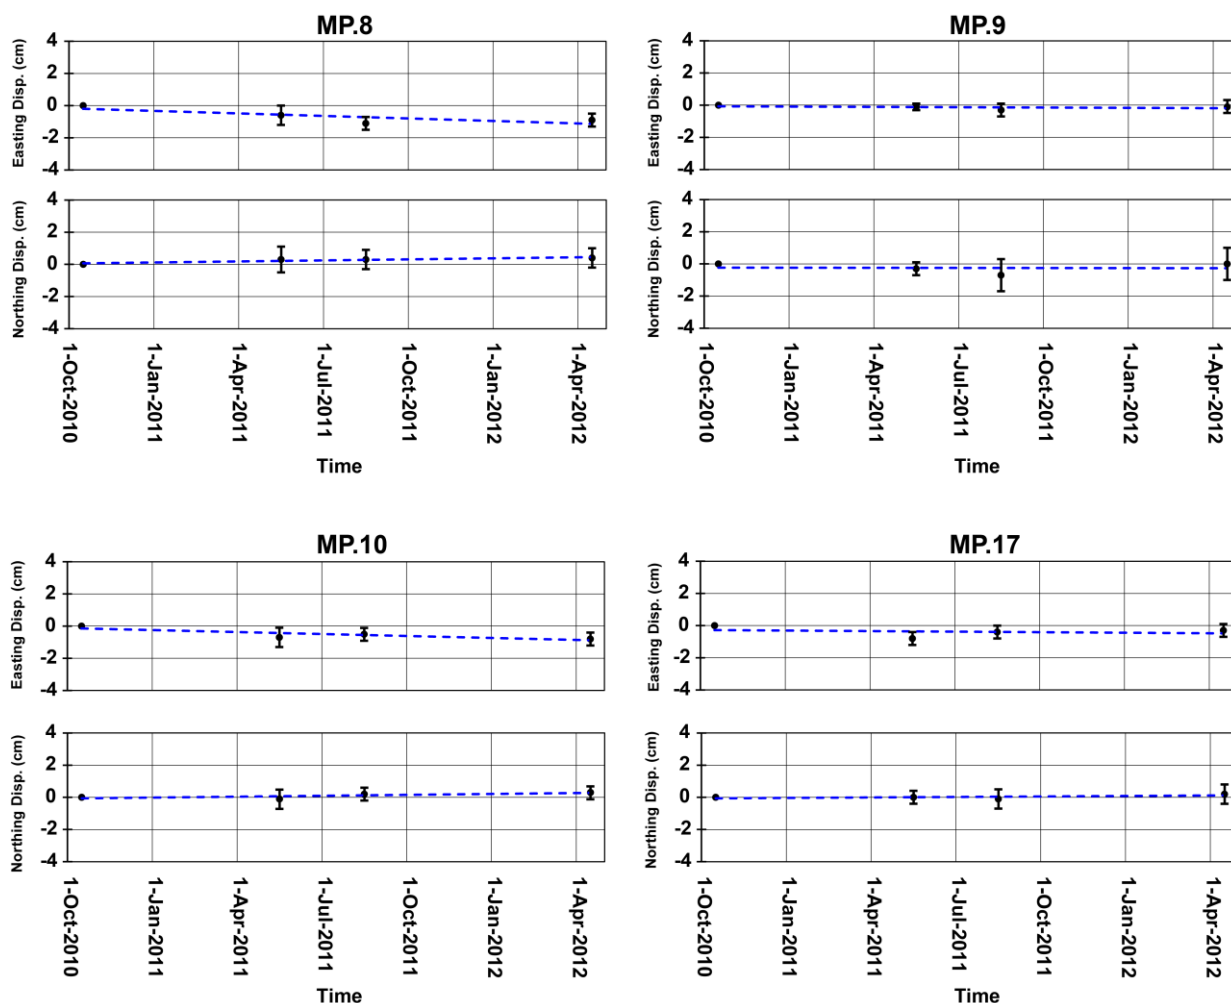 MP.8
Easting Disp. (cm)
4
2
0
-2
-4
Northing Disp. (cm)
4
2
0
-2
-4
1-Oct-2010
1-Jan-2011
1-Apr-2011
1-Jul-2011
1-Oct-2011
1-Jan-2012
1-Apr-2012
Time
MP.9
Easting Disp. (cm)
4
2
0
-2
-4
Northing Disp. (cm)
4
2
0
-2
-4
1-Oct-2010
1-Jan-2011
1-Apr-2011
1-Jul-2011
1-Oct-2011
1-Jan-2012
1-Apr-2012
Time
MP.10
Easting Disp. (cm)
4
2
0
-2
-4
Northing Disp. (cm)
4
2
0
-2
-4
1-Oct-2010
1-Jan-2011
1-Apr-2011
1-Jul-2011
1-Oct-2011
1-Jan-2012
1-Apr-2012
Time
MP.17
Easting Disp. (cm)
4
2
0
-2
-4
Northing Disp. (cm)
4
2
0
-2
-4
1-Oct-2010
1-Jan-2011
1-Apr-2011
1-Jul-2011
1-Oct-2011
1-Jan-2012
1-Apr-2012
Time